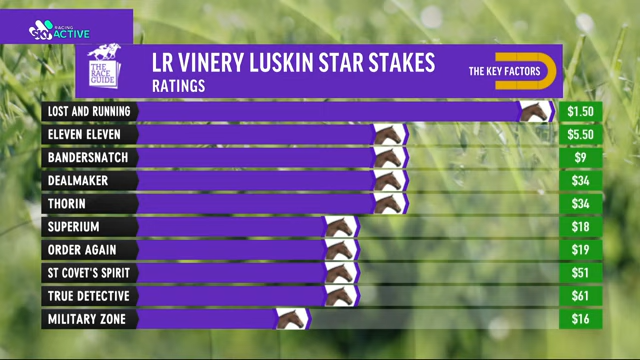 SKY RACING
ACTIVE
THE RACE GUIDE
LR VINERY LUSKIN STAR STAKES
RATINGS
THE KEY FACTORS
LOST AND RUNNING $1.50
ELEVEN ELEVEN $5.50
BANDERSNATCH $9
DEALMAKER $34
THORIN $34
SUPERIUM $18
ORDER AGAIN $19
ST COVET'S SPIRIT $51
TRUE DETECTIVE $61
MILITARY ZONE $16